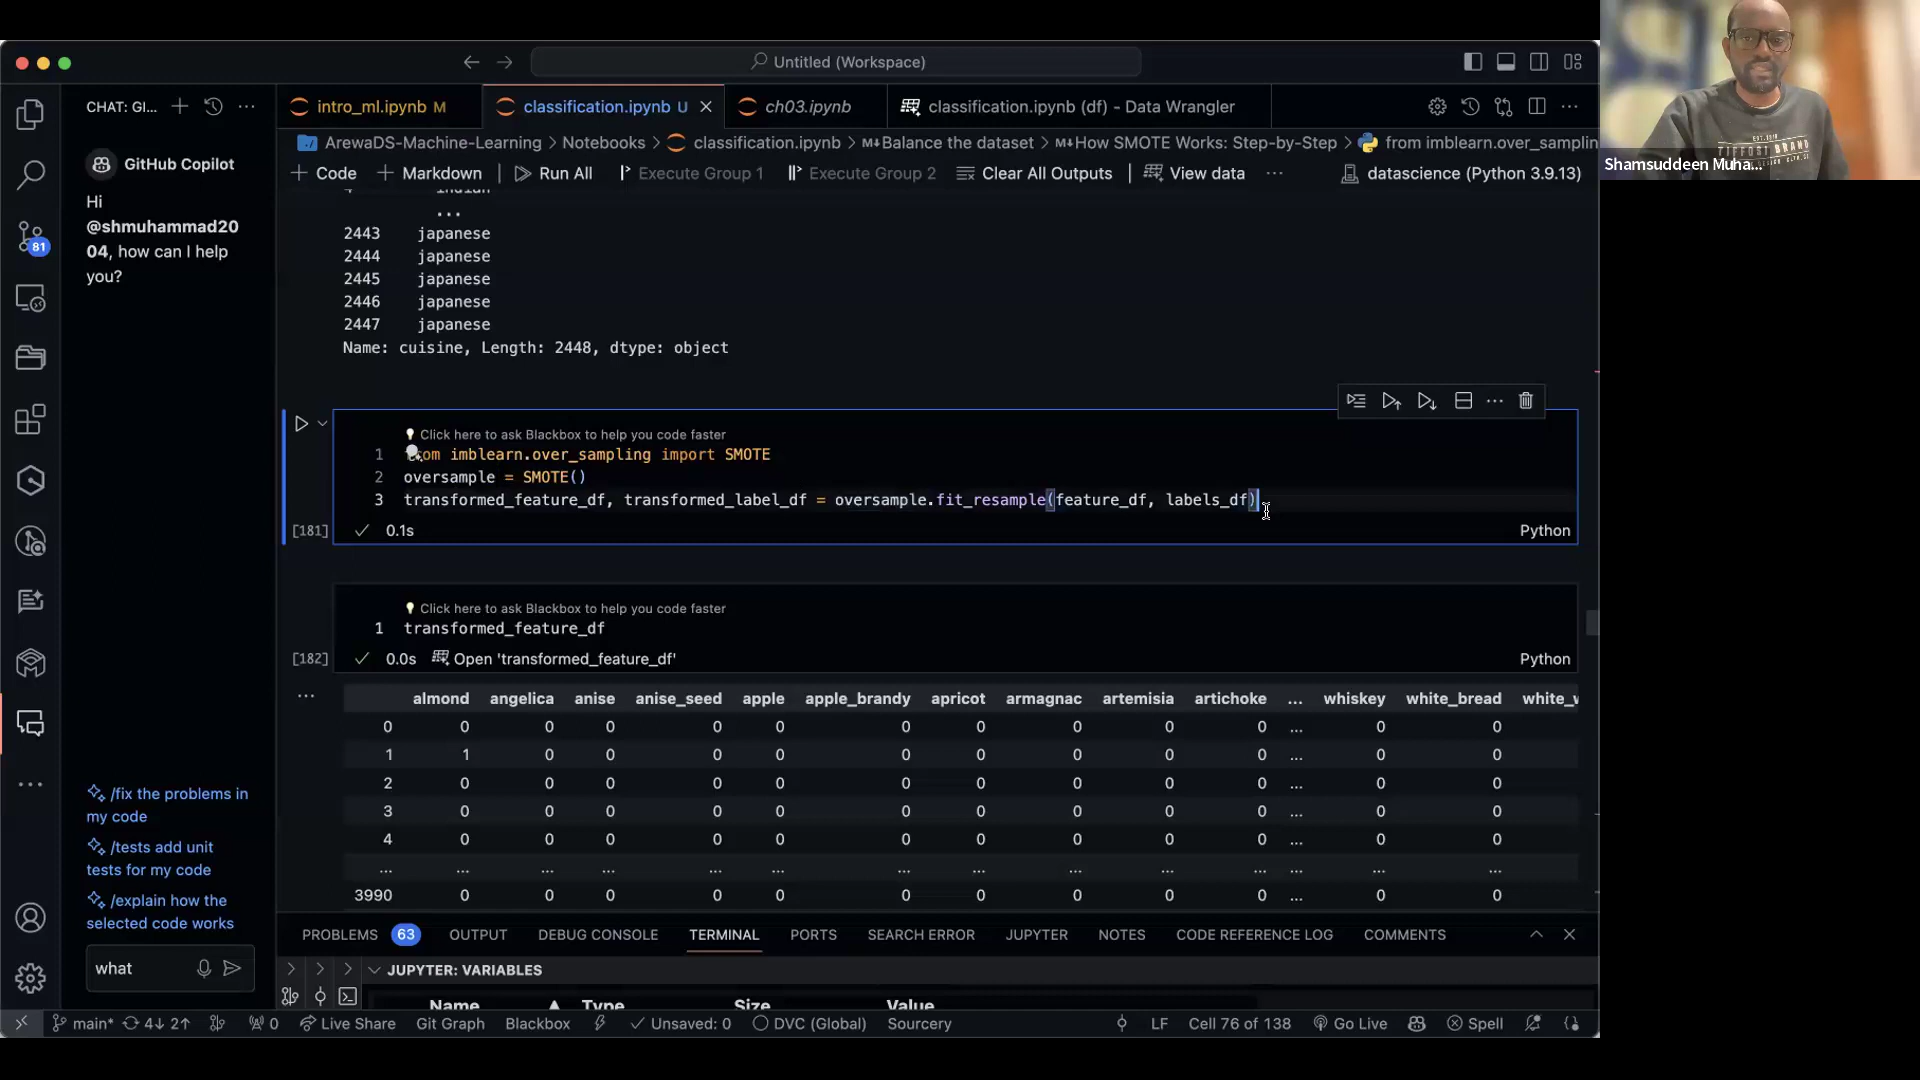 Untitled (Workspace)
CHAT: GI...
intro_ml.ipynb M
classification.ipynb U
ch03.ipynb
classification.ipynb (df) - Data Wrangler
ArewaDS-Machine-Learning > Notebooks > classification.ipynb > M↓Balance the dataset > M↓How SMOTE Works: Step-by-Step > from imblearn.over_samplin
+ Code + Markdown Run All Execute Group 1 Execute Group 2 Clear All Outputs View data ... datascience (Python 3.9.13)
GitHub Copilot
Hi
@shmuhammad20
04, how can I help
you?
81
4 indian
...
2443 japanese
2444 japanese
2445 japanese
2446 japanese
2447 japanese
Name: cuisine, Length: 2448, dtype: object
Click here to ask Blackbox to help you code faster
1 from imblearn.over_sampling import SMOTE
2 oversample = SMOTE()
3 transformed_feature_df, transformed_label_df = oversample.fit_resample(feature_df, labels_df)
[181] 0.1s Python
Click here to ask Blackbox to help you code faster
1 transformed_feature_df
[182] 0.0s Open 'transformed_feature_df' Python
... almond angelica anise anise_seed apple apple_brandy apricot armagnac artemisia artichoke ... whiskey white_bread white_v
0 0 0 0 0 0 0 0 0 0 0 ... 0 0
1 1 0 0 0 0 0 0 0 0 0 ... 0 0
2 0 0 0 0 0 0 0 0 0 0 ... 0 0
3 0 0 0 0 0 0 0 0 0 0 ... 0 0
4 0 0 0 0 0 0 0 0 0 0 ... 0 0
... ... ... ... ... ... ... ... ... ... ... ... ... ...
3990 0 0 0 0 0 0 0 0 0 0 ... 0 0
/fix the problems in
my code
/tests add unit
tests for my code
/explain how the
selected code works
what
PROBLEMS 63 OUTPUT DEBUG CONSOLE TERMINAL PORTS SEARCH ERROR JUPYTER NOTES CODE REFERENCE LOG COMMENTS
JUPYTER: VARIABLES
Name Type Size Value
main* 4↓ 2↑ 0 Live Share Git Graph Blackbox Unsaved: 0 DVC (Global) Sourcery LF Cell 76 of 138 Go Live Spell
Shamsuddeen Muha...